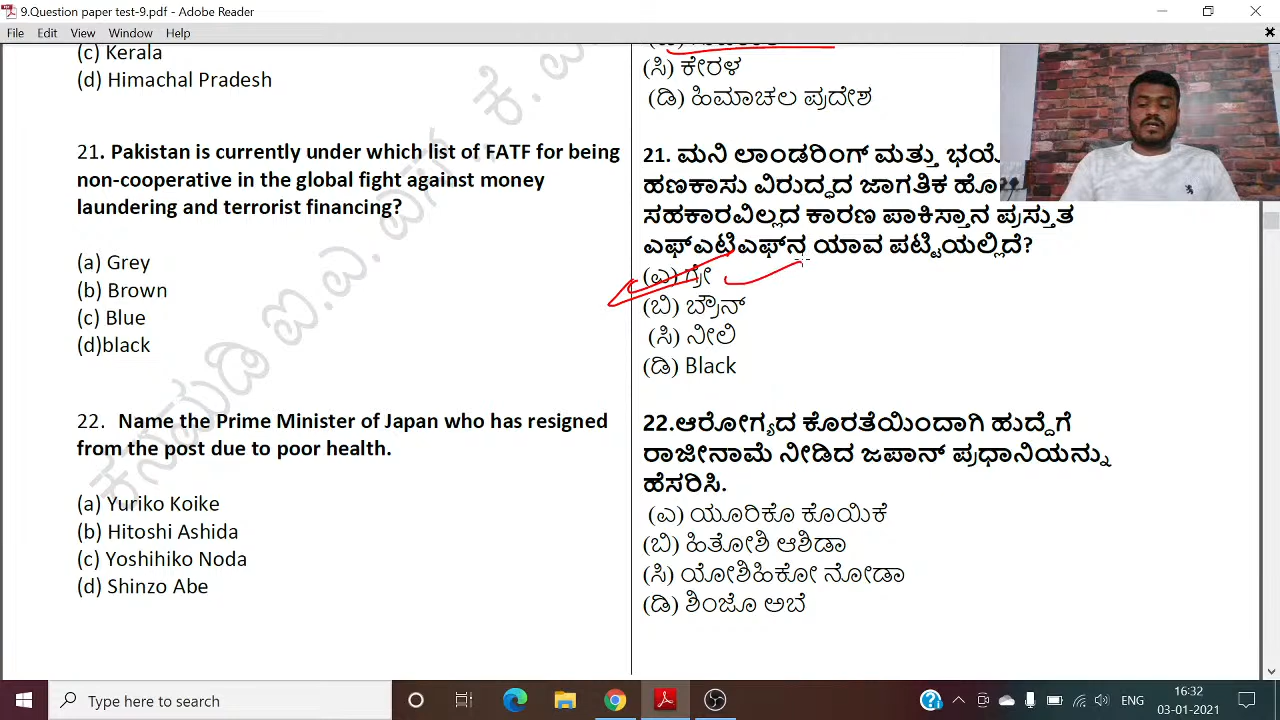 9.Question paper test-9.pdf - Adobe Reader
File Edit View Window Help
(c) Kerala
(d) Himachal Pradesh
21. Pakistan is currently under which list of FATF for being
non-cooperative in the global fight against money
laundering and terrorist financing?
(a) Grey
(b) Brown
(c) Blue
(d)black
22. Name the Prime Minister of Japan who has resigned
from the post due to poor health.
(a) Yuriko Koike
(b) Hitoshi Ashida
(c) Yoshihiko Noda
(d) Shinzo Abe
(ಸಿ) ಕೇರಳ
(ಡಿ) ಹಿಮಾಚಲ ಪ್ರದೇಶ
21. ಮನಿ ಲಾಂಡರಿಂಗ್ ಮತ್ತು
ಹಣಕಾಸು ವಿರುದ್ಧದ ಜಾಗತಿಕ
ಸಹಕಾರವಿಲ್ಲದ ಕಾರಣ ಪಾಕಿಸ್ತಾನ ಪ್ರಸ್ತುತ
ಎಫ್‌ಎಟಿಎಫ್‌ನ ಯಾವ ಪಟ್ಟಿಯಲ್ಲಿದೆ?
(ಎ) ಗ್ರೇ
(ಬಿ) ಬ್ರೌನ್
(ಸಿ) ನೀಲಿ
(ಡಿ) Black
22.ಆರೋಗ್ಯದ ಕೊರತೆಯಿಂದಾಗಿ ಹುದ್ದೆಗೆ
ರಾಜೀನಾಮೆ ನೀಡಿದ ಜಪಾನ್ ಪ್ರಧಾನಿಯನ್ನು
ಹೆಸರಿಸಿ.
(ಎ) ಯೂರಿಕೊ ಕೊಯಿಕೆ
(ಬಿ) ಹಿತೋಶಿ ಆಶಿಡಾ
(ಸಿ) ಯೋಶಿಹಿಕೋ ನೋಡಾ
(ಡಿ) ಶಿಂಜೊ ಅಬೆ
Type here to search
ENG
16:32
03-01-2021